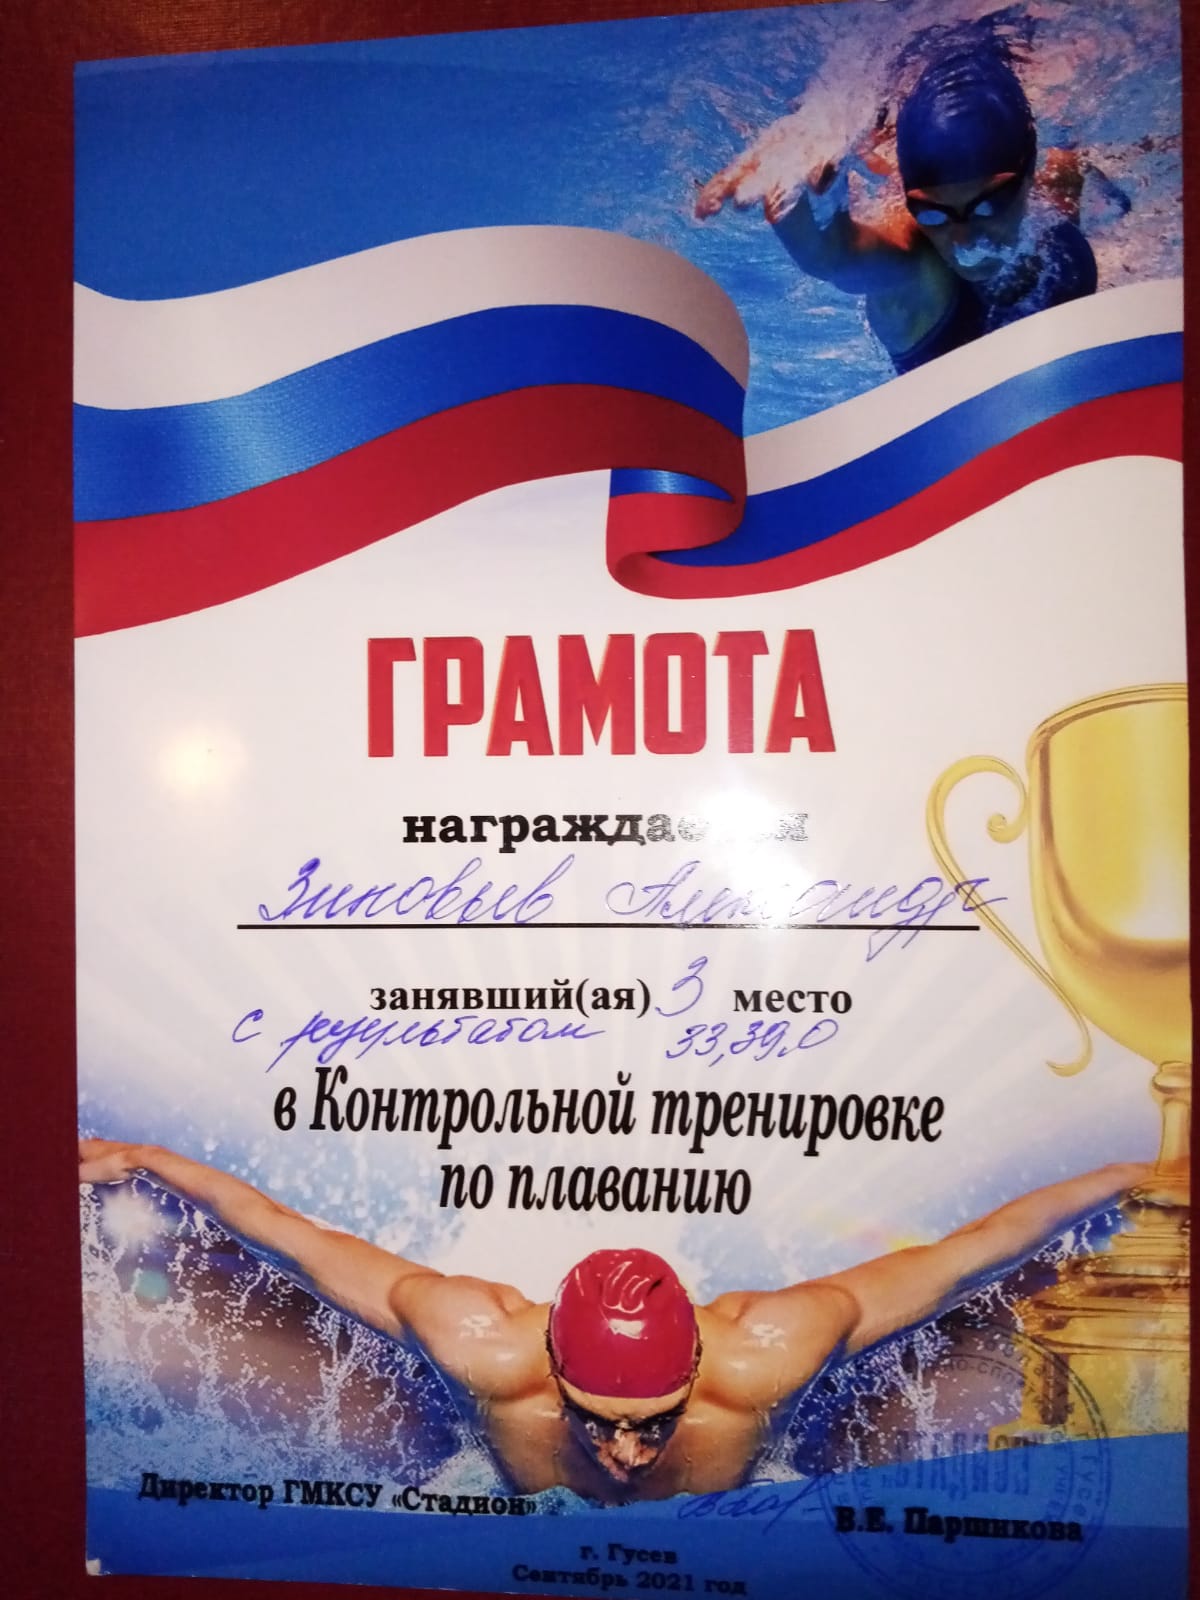 ГРАМОТА
награждается
Зиновьев Александр
занявший(ая) 3 место
с результатом 33,39,0
в Контрольной тренировке
по плаванию
Директор ГМКСУ «Стадион»
В.Е. Паршикова
г. Гусев
Сентябрь 2021 год